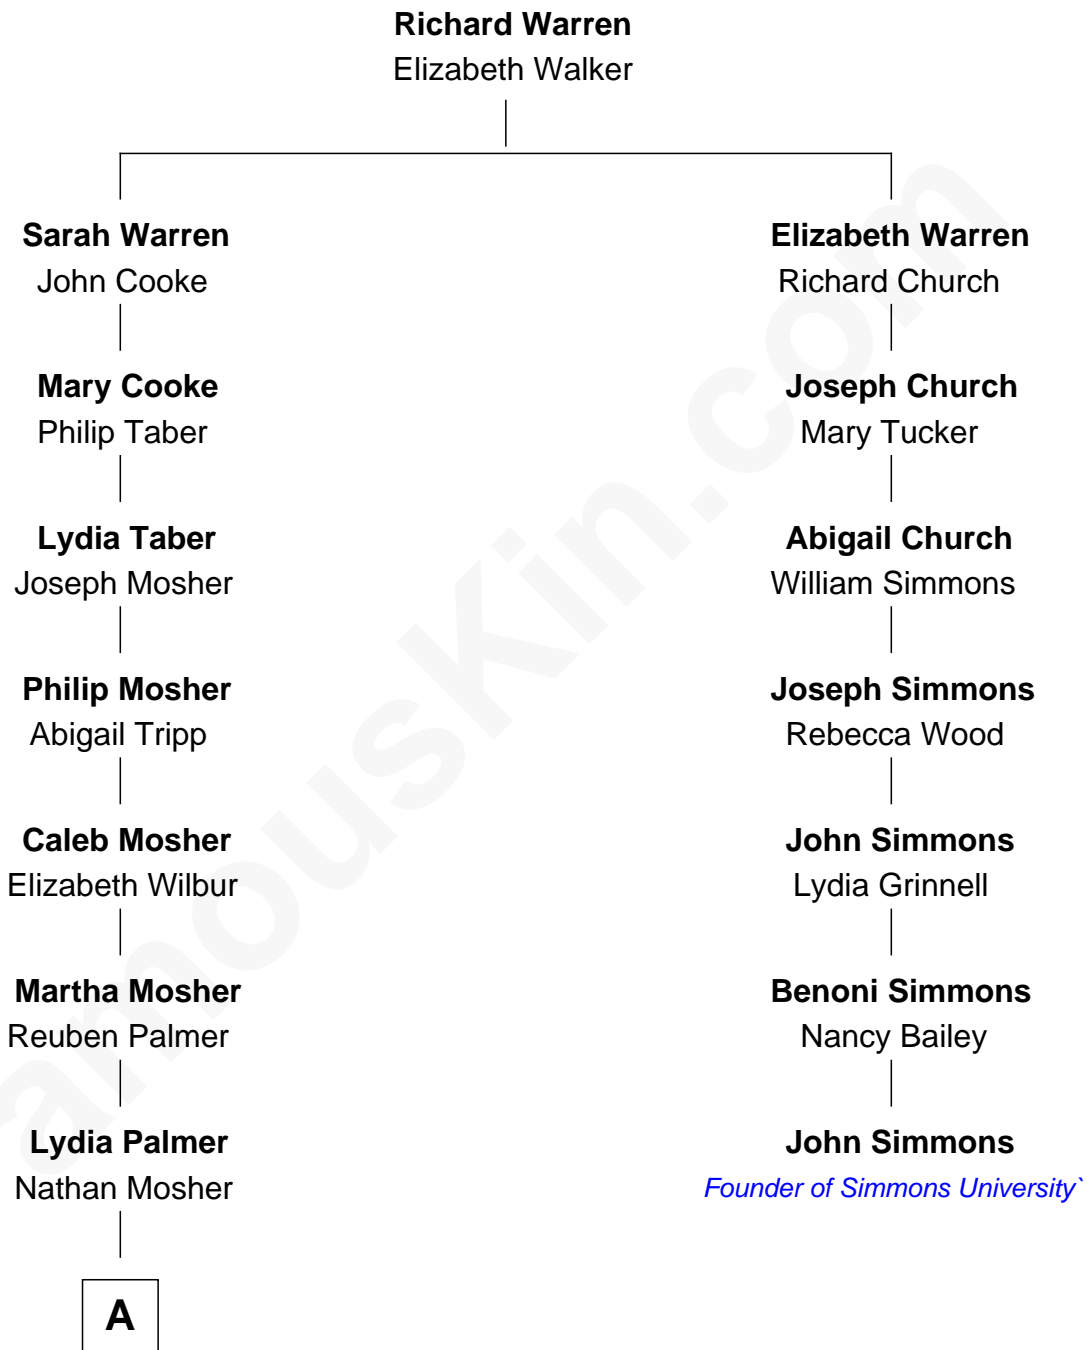 Richard Warren
Elizabeth Walker
Sarah Warren
John Cooke
Mary Cooke
Philip Taber
Lydia Taber
Joseph Mosher
Philip Mosher
Abigail Tripp
Caleb Mosher
Elizabeth Wilbur
Martha Mosher
Reuben Palmer
Lydia Palmer
Nathan Mosher
A
Elizabeth Warren
Richard Church
Joseph Church
Mary Tucker
Abigail Church
William Simmons
Joseph Simmons
Rebecca Wood
John Simmons
Lydia Grinnell
Benoni Simmons
Nancy Bailey
John Simmons
Founder of Simmons University`
amouskin.com